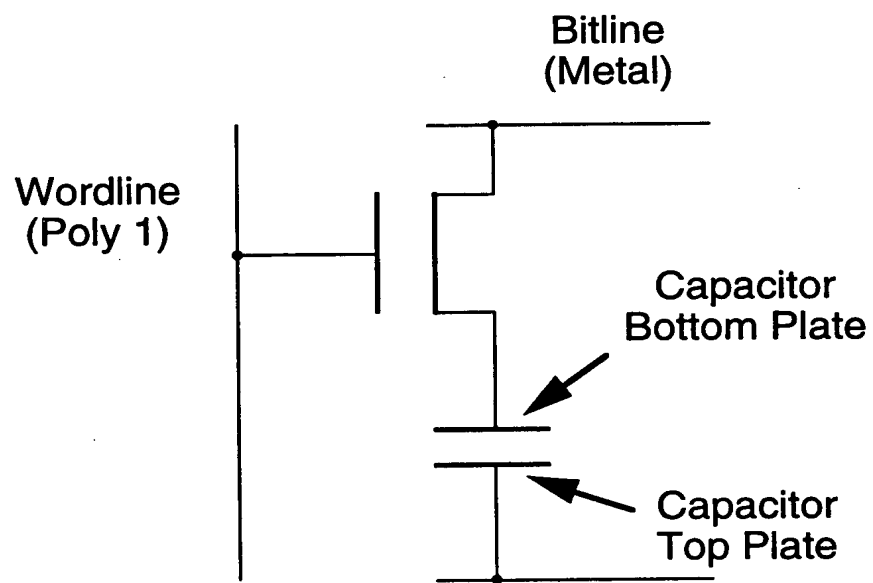 Bitline
(Metal)
Wordline
(Poly 1)
Capacitor
Bottom Plate
Capacitor
Top Plate